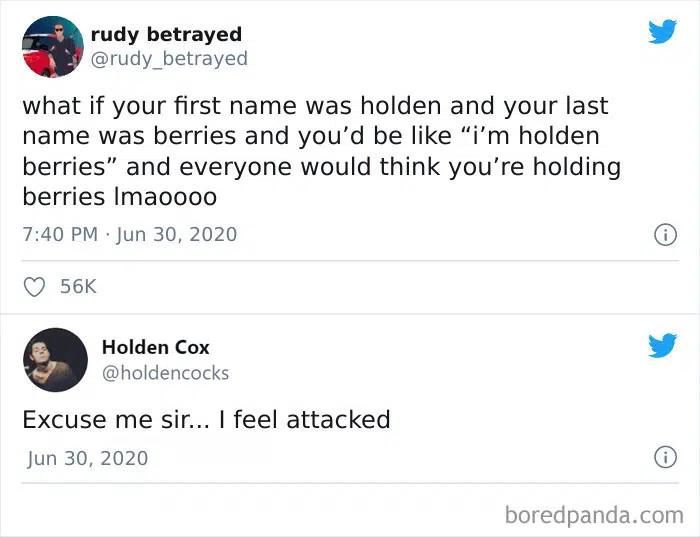 rudy betrayed
@rudy_betrayed
what if your first name was holden and your last
name was berries and you’d be like “i’m holden
berries” and everyone would think you’re holding
berries lmaoooo
7:40 PM · Jun 30, 2020
56K
Holden Cox
@holdencocks
Excuse me sir... I feel attacked
Jun 30, 2020
boredpanda.com